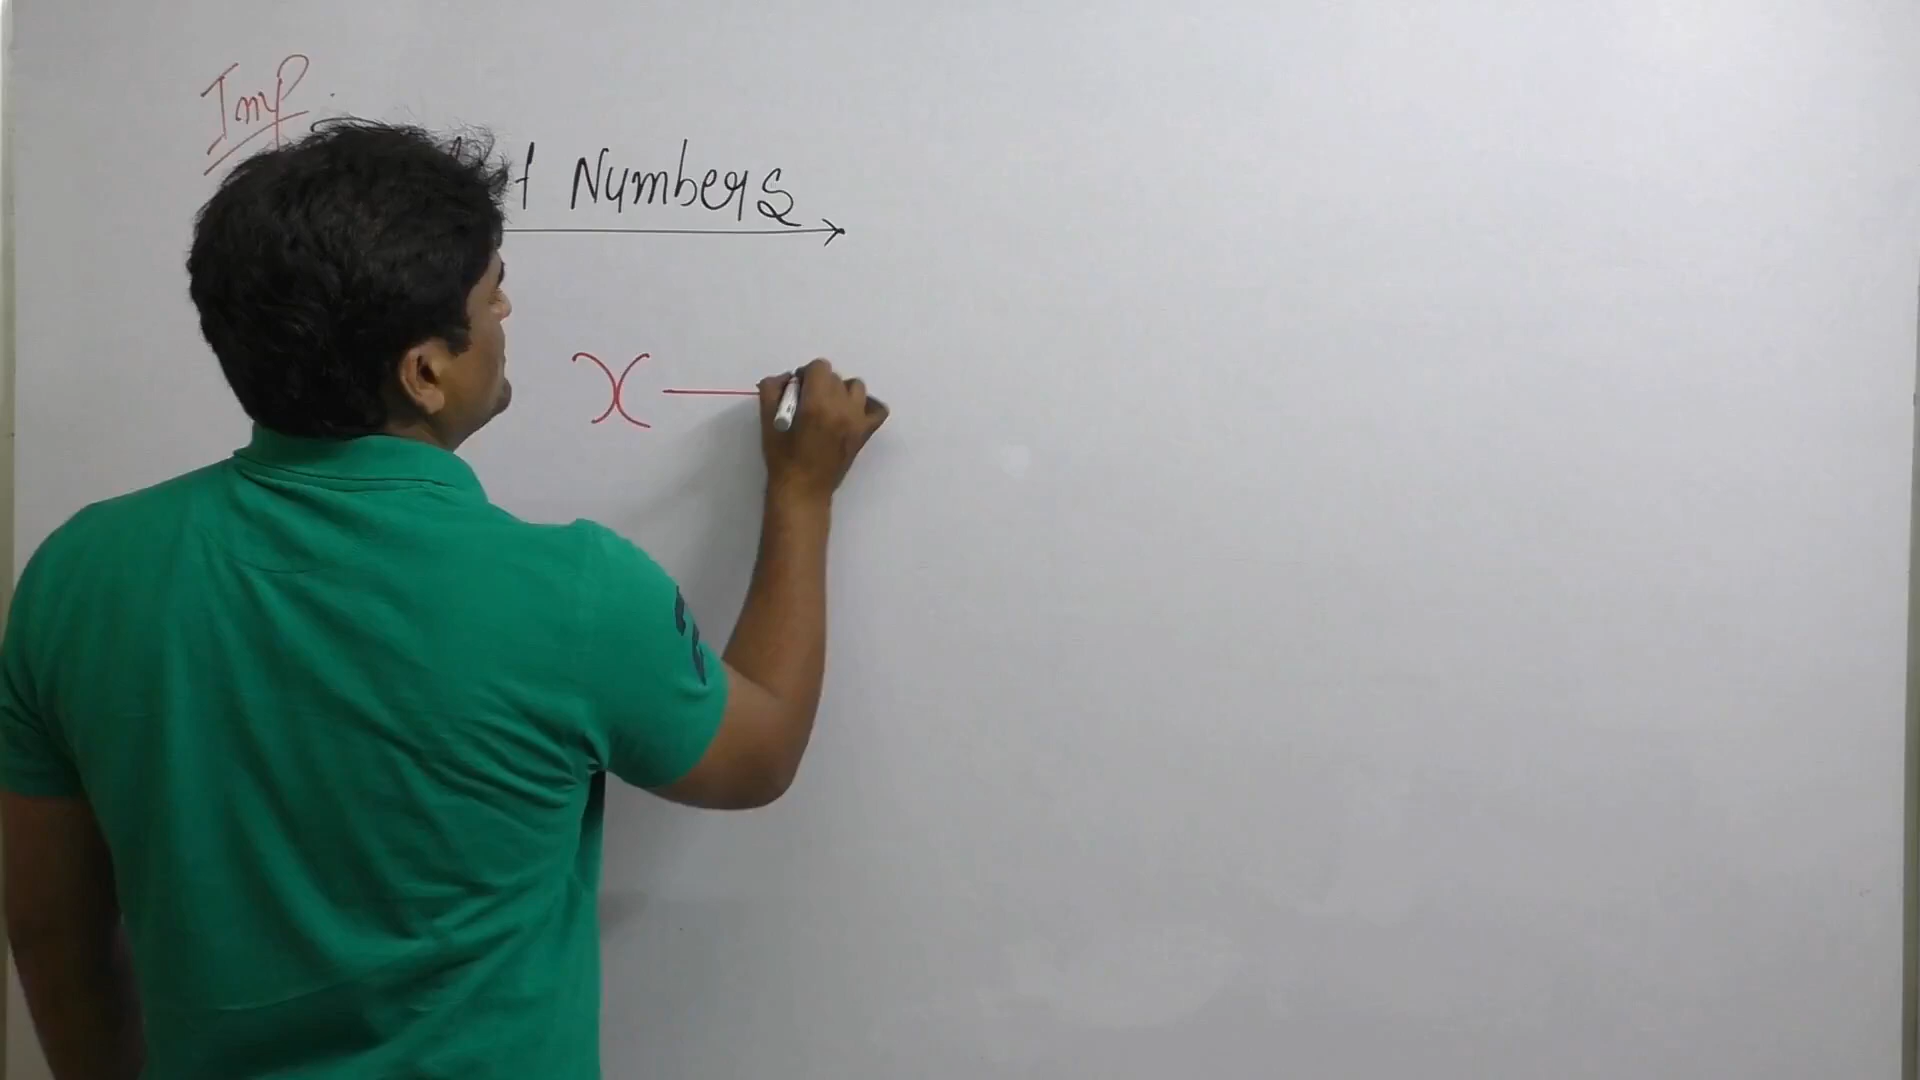 Imp.
Numbers
x —